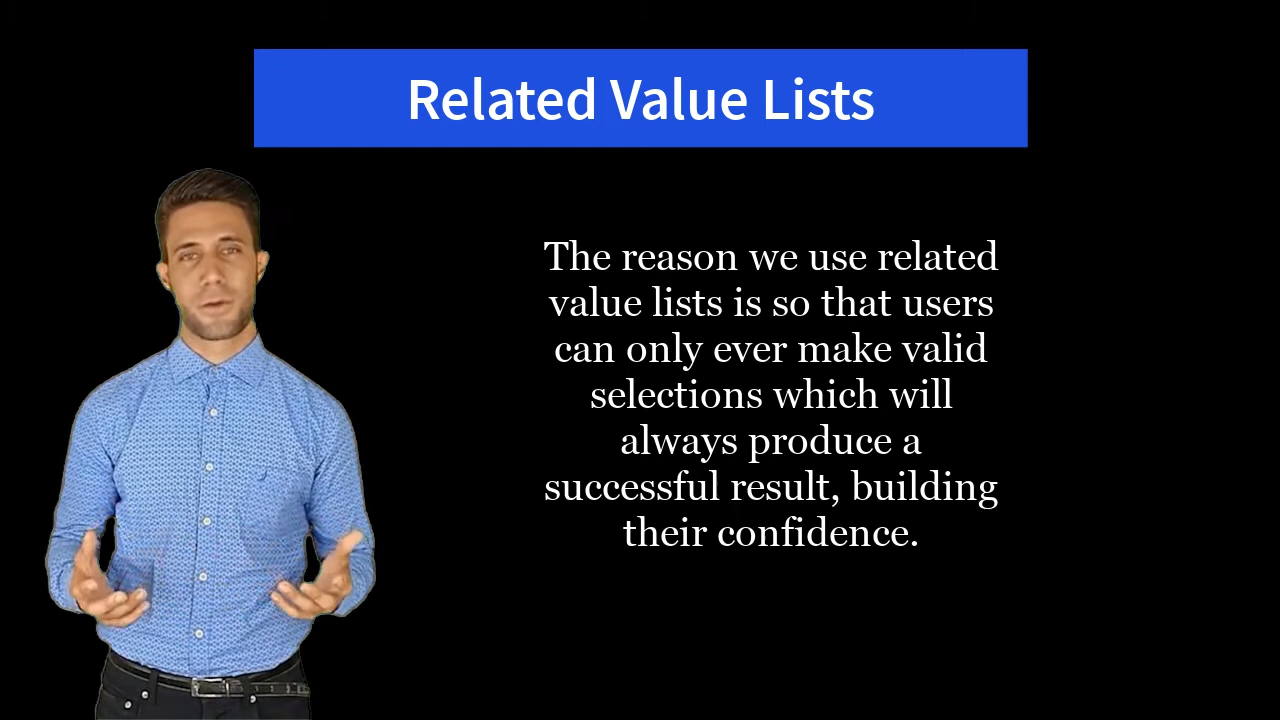 Related Value Lists
The reason we use related
value lists is so that users
can only ever make valid
selections which will
always produce a
successful result, building
their confidence.